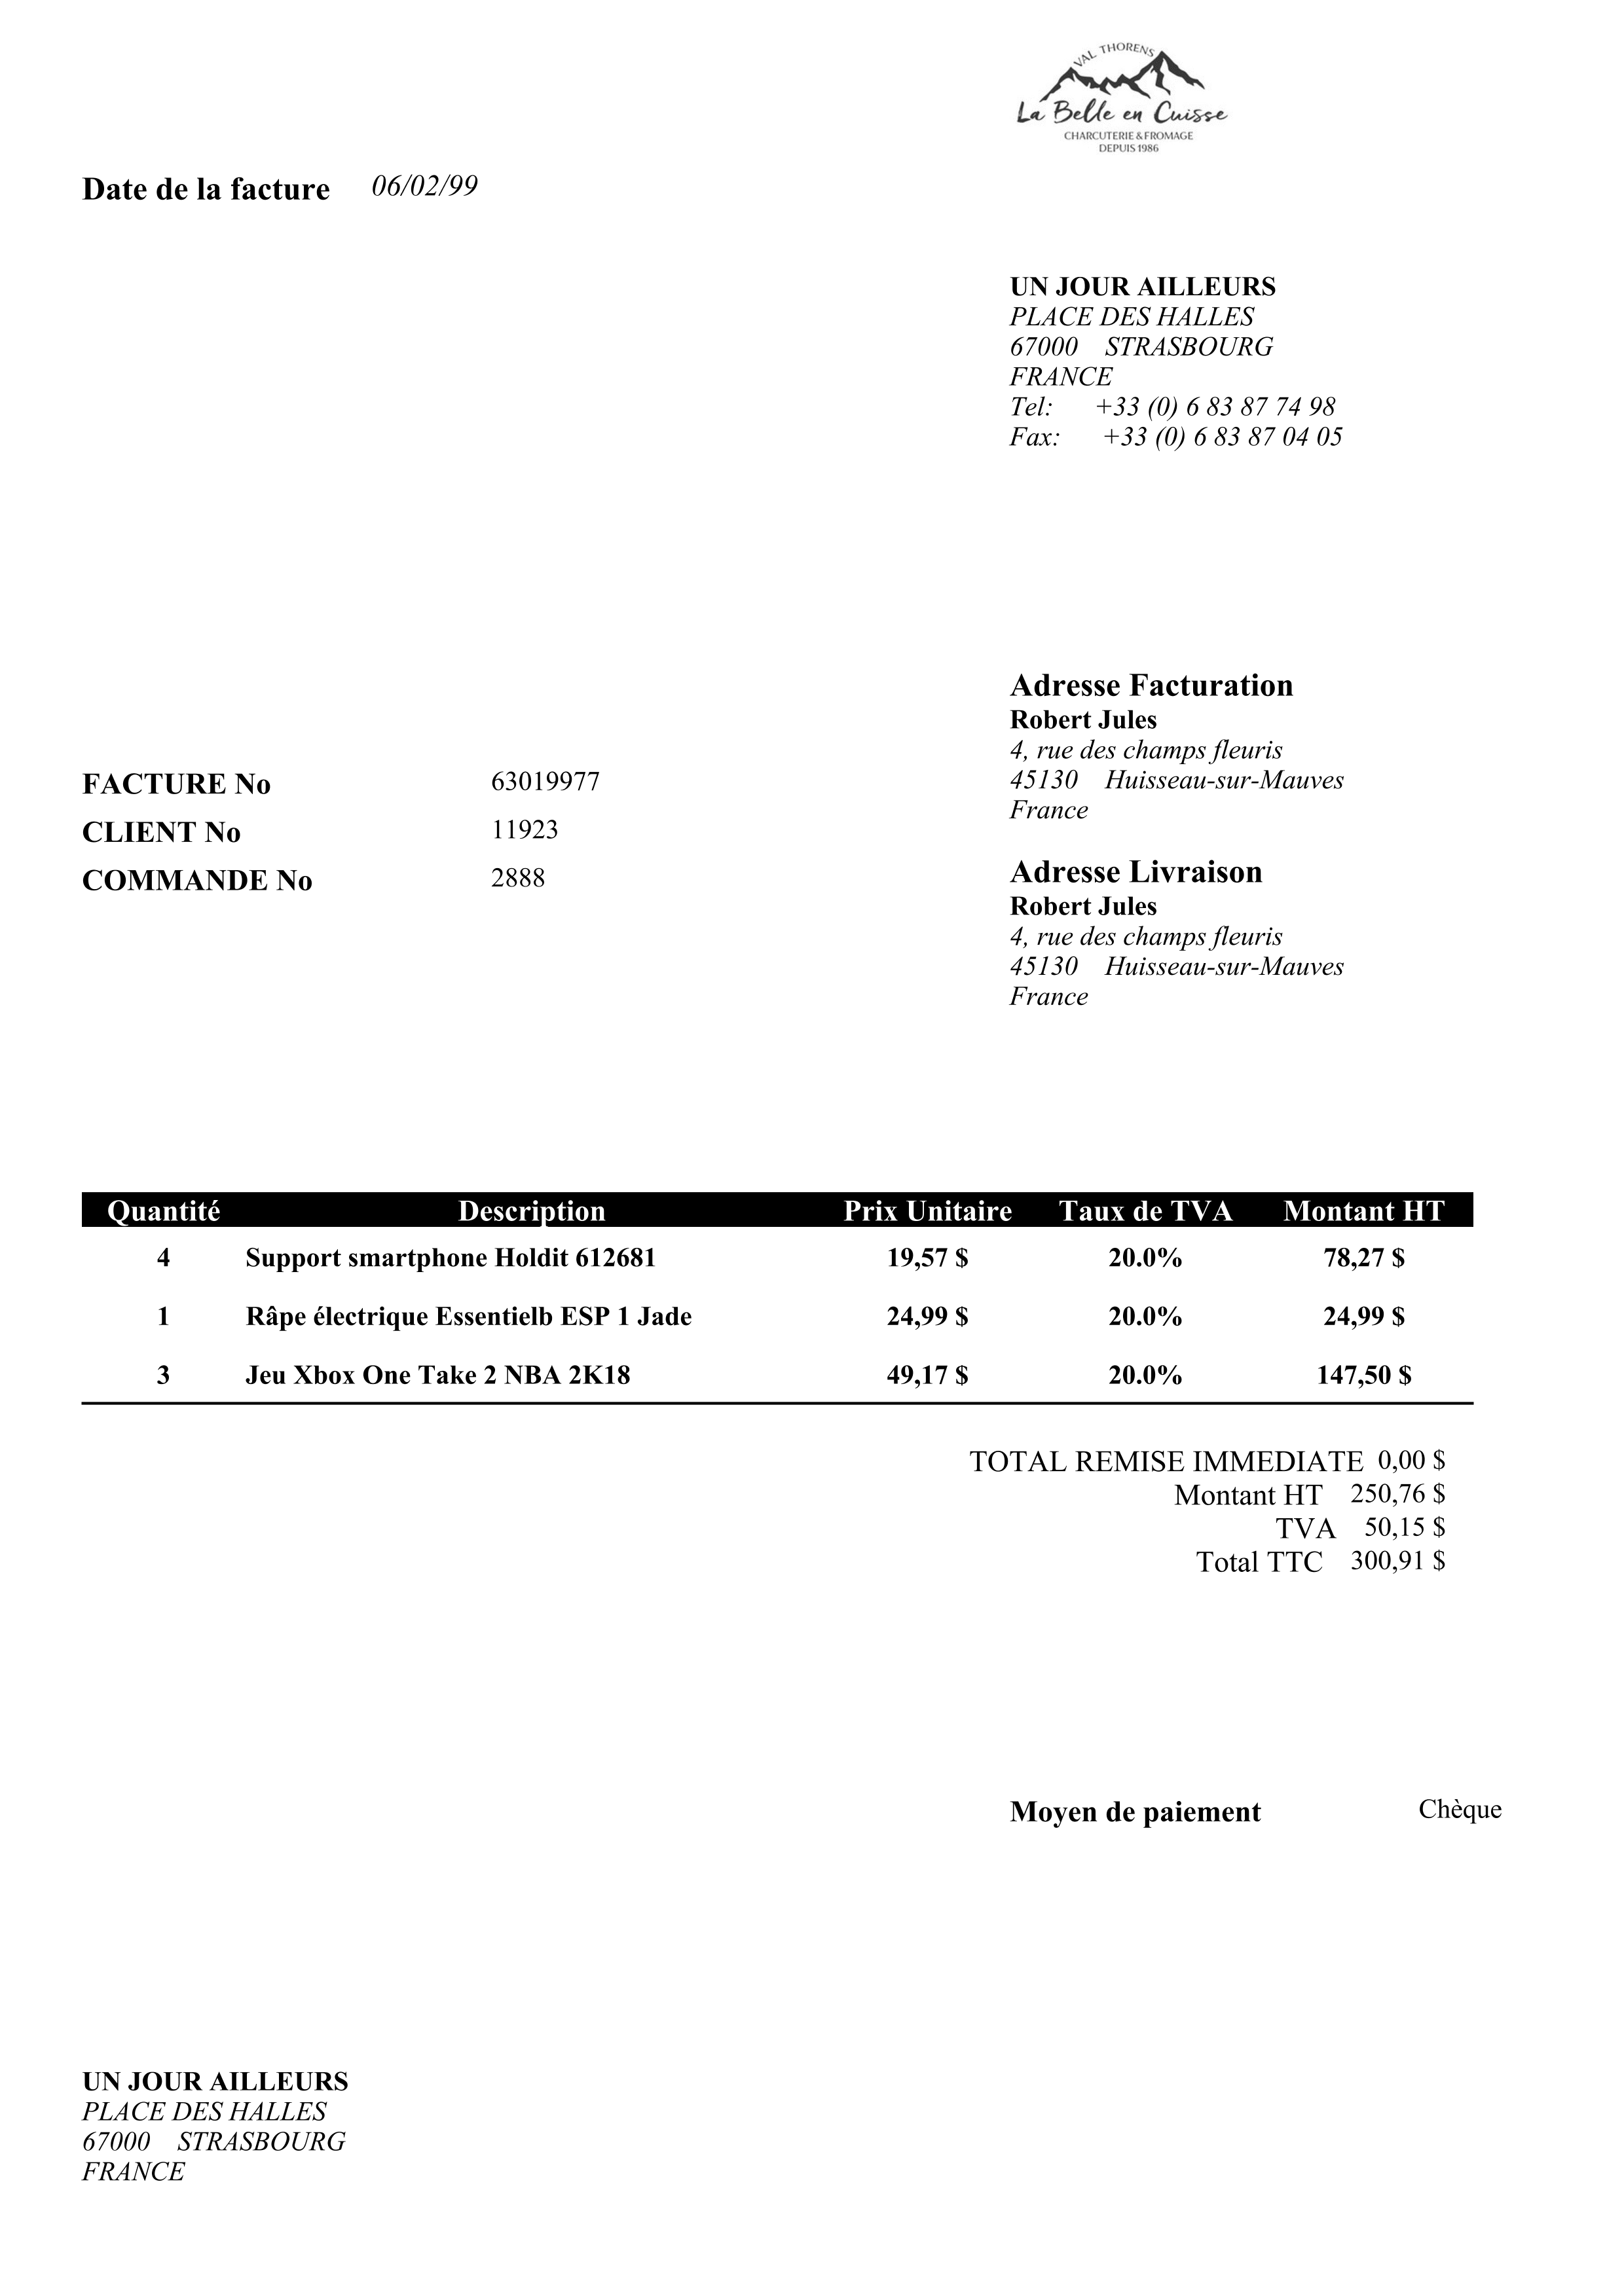 VAL THORENS
La Belle en Cuisse
CHARCUTERIE & FROMAGE
DEPUIS 1986
Date de la facture 06/02/99
UN JOUR AILLEURS
PLACE DES HALLES
67000 STRASBOURG
FRANCE
Tel: +33 (0) 6 83 87 74 98
Fax: +33 (0) 6 83 87 04 05
FACTURE No 63019977
CLIENT No 11923
COMMANDE No 2888
Adresse Facturation
Robert Jules
4, rue des champs fleuris
45130 Huisseau-sur-Mauves
France
Adresse Livraison
Robert Jules
4, rue des champs fleuris
45130 Huisseau-sur-Mauves
France
Quantité Description Prix Unitaire Taux de TVA Montant HT
4 Support smartphone Holdit 612681 19,57 $ 20.0% 78,27 $
1 Râpe électrique Essentielb ESP 1 Jade 24,99 $ 20.0% 24,99 $
3 Jeu Xbox One Take 2 NBA 2K18 49,17 $ 20.0% 147,50 $
TOTAL REMISE IMMEDIATE 0,00 $
Montant HT 250,76 $
TVA 50,15 $
Total TTC 300,91 $
Moyen de paiement Chèque
UN JOUR AILLEURS
PLACE DES HALLES
67000 STRASBOURG
FRANCE